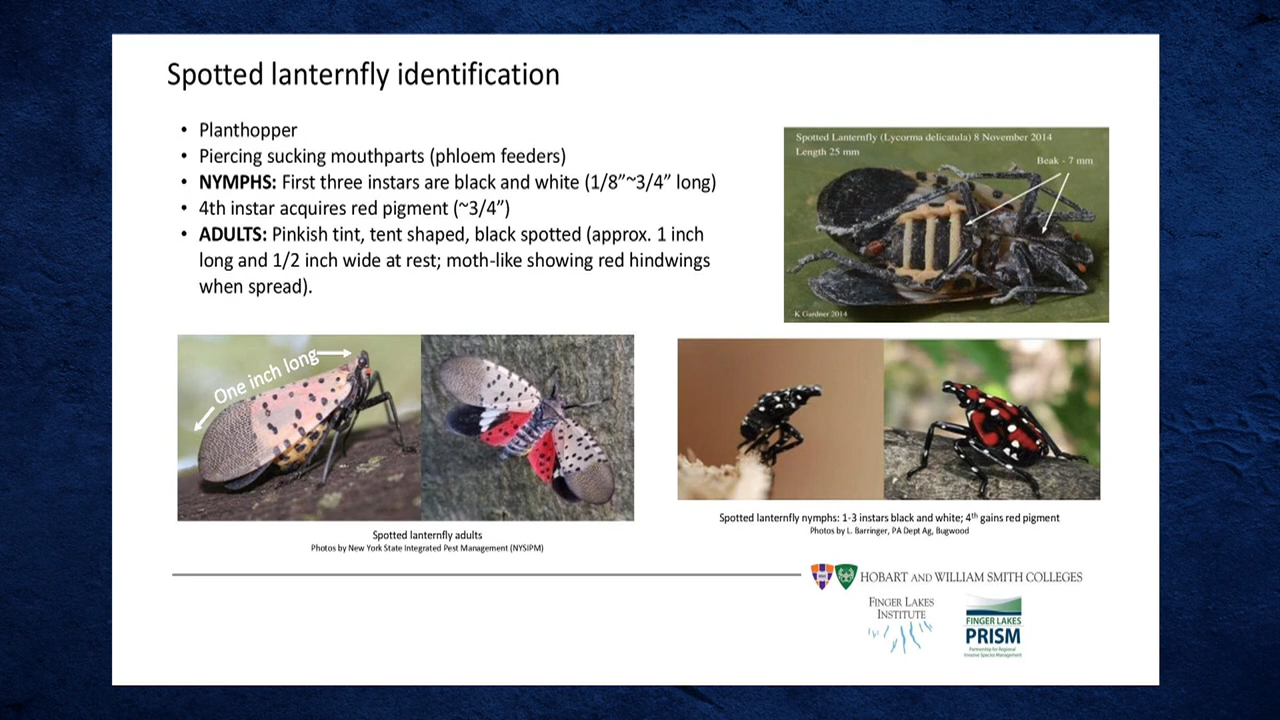 Spotted lanternfly identification
• Planthopper
• Piercing sucking mouthparts (phloem feeders)
• NYMPHS: First three instars are black and white (1/8”~3/4” long)
• 4th instar acquires red pigment (~3/4”)
• ADULTS: Pinkish tint, tent shaped, black spotted (approx. 1 inch
long and 1/2 inch wide at rest; moth-like showing red hindwings
when spread).
Spotted Lanternfly (Lycorma delicatula) 8 November 2014
Length 25 mm
Beak - 7 mm
K Gardner 2014
One inch long
Spotted lanternfly adults
Photos by New York State Integrated Pest Management (NYSIPM)
Spotted lanternfly nymphs: 1-3 instars black and white; 4th gains red pigment
Photos by L. Barringer, PA Dept Ag, Bugwood
HOBART AND WILLIAM SMITH COLLEGES
FINGER LAKES
INSTITUTE
FINGER LAKES
PRISM
Partnership for Regional
Invasive Species Management